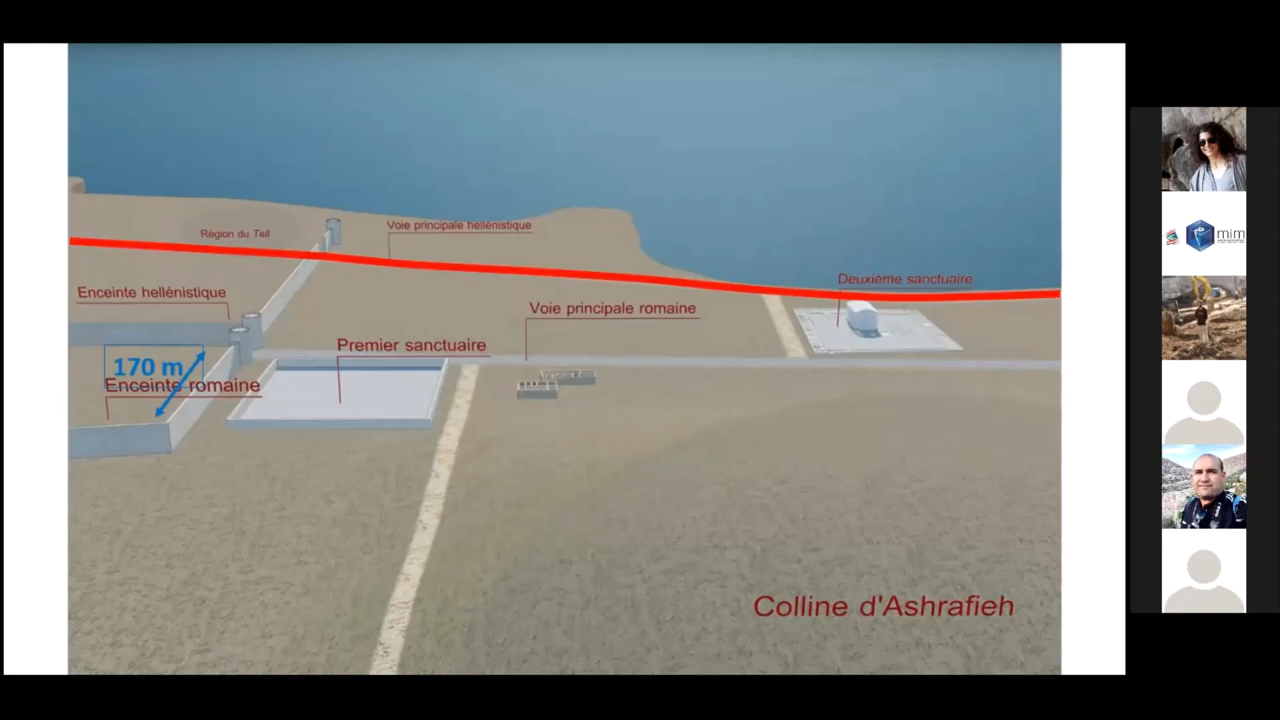 Voie principale hellénistique
Région du Tell
Deuxième sanctuaire
Enceinte hellénistique
Voie principale romaine
Premier sanctuaire
170 m
Enceinte romaine
Colline d'Ashrafieh
mim